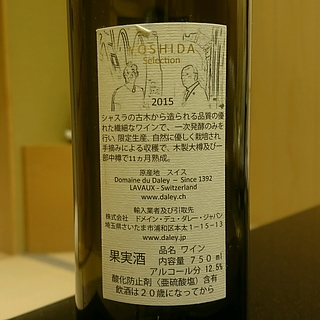 YOSHIDA
Selection
2015
シャスラの古木から造られる品質の優
れた繊細なワインで、一次発酵のみを
行い、限定生産、自然に優しく栽培され
手摘みによる収穫で、木製大樽及び一
部中樽で11ヵ月熟成。
原産地 スイス
Domaine du Daley – Since 1392
LAVAUX - Switzerland
www.daley.ch
輸入業者及び引取先
株式会社 ドメイン・デュ・ダレー・ジャパン
埼玉県さいたま市浦和区本太1-15-13
www.daley.jp
品名 ワイン
果実酒 内容量 750ml
アルコール分 12.5%
酸化防止剤（亜硫酸塩）含有
飲酒は20歳になってから